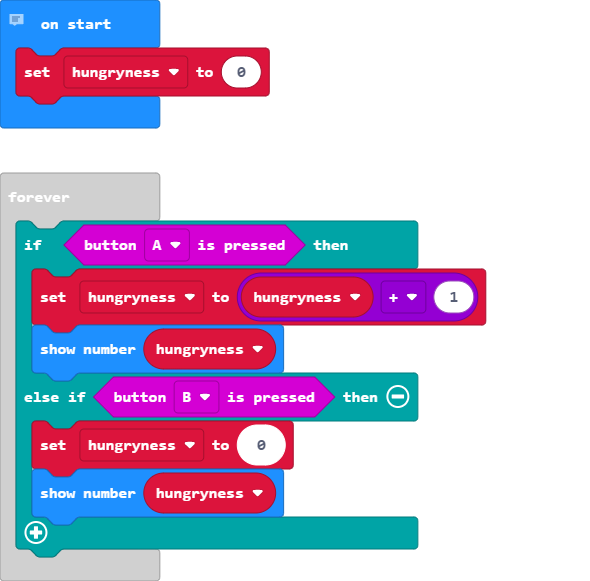 on start
set hungryness to 0
forever
if button A is pressed then
set hungryness to hungryness + 1
show number hungryness
else if button B is pressed then
set hungryness to 0
show number hungryness